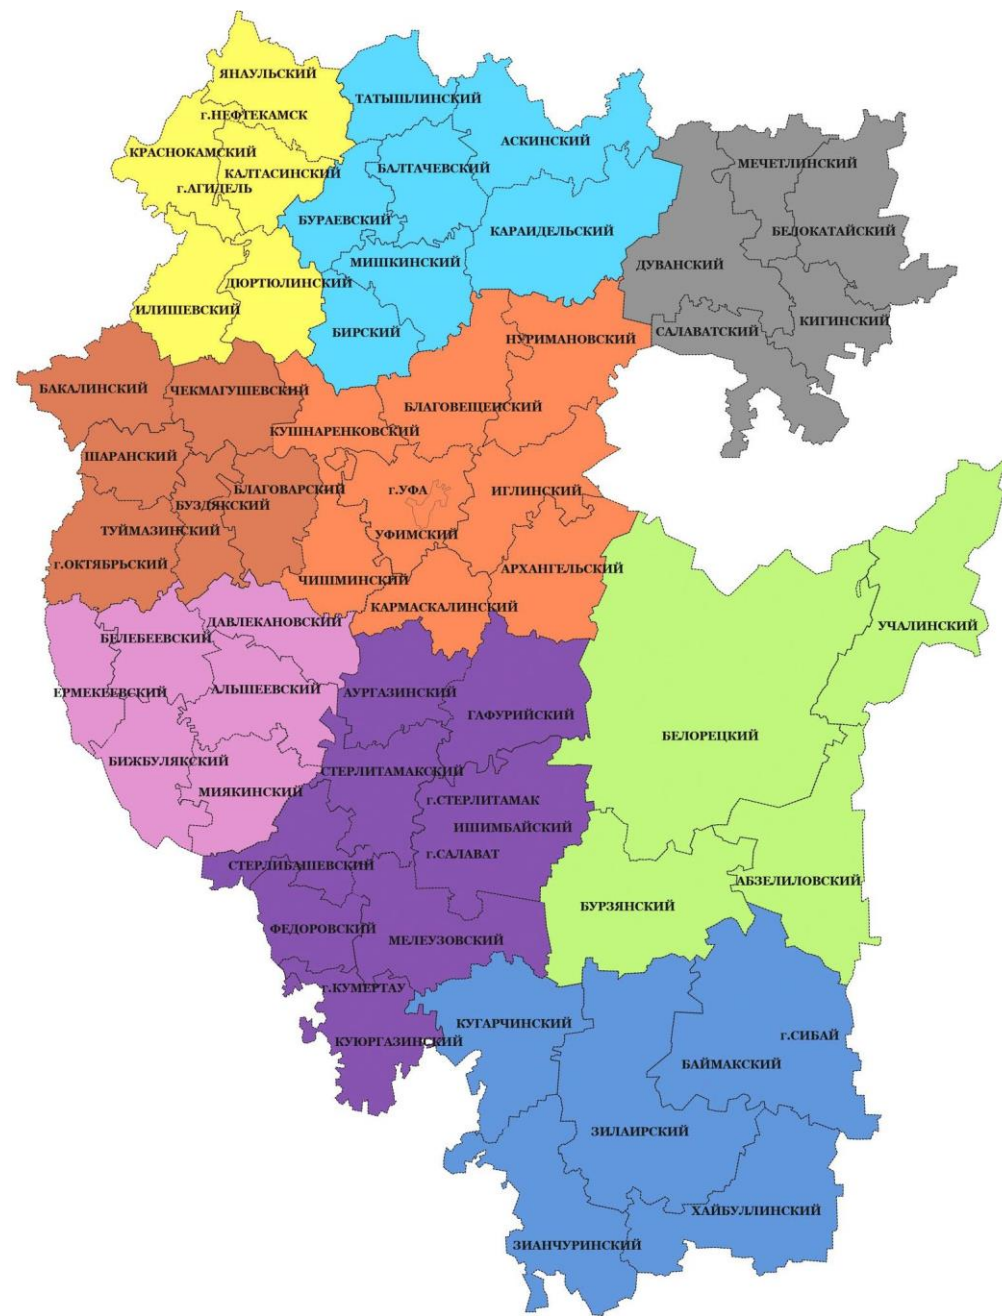 ЯНАУЛЬСКИЙ
ТАТЫШЛИНСКИЙ
г.НЕФТЕКАМСК
АСКИНСКИЙ
КРАСНОКАМСКИЙ
МЕЧЕТЛИНСКИЙ
БАЛТАЧЕВСКИЙ
КАЛТАСИНСКИЙ
г.АГИДЕЛЬ
БУРАЕВСКИЙ
КАРАИДЕЛЬСКИЙ
БЕЛОКАТАЙСКИЙ
МИШКИНСКИЙ
ДУВАНСКИЙ
ДЮРТЮЛИНСКИЙ
ИЛИШЕВСКИЙ
КИГИНСКИЙ
БИРСКИЙ
САЛАВАТСКИЙ
НУРИМАНОВСКИЙ
БАКАЛИНСКИЙ
ЧЕКМАГУШЕВСКИЙ
БЛАГОВЕЩЕНСКИЙ
КУШНАРЕНКОВСКИЙ
ШАРАНСКИЙ
БЛАГОВАРСКИЙ
г.УФА
ИГЛИНСКИЙ
БУЗДЯКСКИЙ
ТУЙМАЗИНСКИЙ
УФИМСКИЙ
г.ОКТЯБРЬСКИЙ
АРХАНГЕЛЬСКИЙ
ЧИШМИНСКИЙ
КАРМАСКАЛИНСКИЙ
ДАВЛЕКАНОВСКИЙ
УЧАЛИНСКИЙ
БЕЛЕБЕЕВСКИЙ
АЛЬШЕЕВСКИЙ
ЕРМЕКЕЕВСКИЙ
АУРГАЗИНСКИЙ
ГАФУРИЙСКИЙ
БЕЛОРЕЦКИЙ
БИЖБУЛЯКСКИЙ
СТЕРЛИТАМАКСКИЙ
МИЯКИНСКИЙ
г.СТЕРЛИТАМАК
ИШИМБАЙСКИЙ
г.САЛАВАТ
СТЕРЛИБАШЕВСКИЙ
АБЗЕЛИЛОВСКИЙ
БУРЗЯНСКИЙ
ФЕДОРОВСКИЙ
МЕЛЕУЗОВСКИЙ
г.КУМЕРТАУ
КУГАРЧИНСКИЙ
г.СИБАЙ
КУЮРГАЗИНСКИЙ
БАЙМАКСКИЙ
ЗИЛАИРСКИЙ
ХАЙБУЛЛИНСКИЙ
ЗИАНЧУРИНСКИЙ